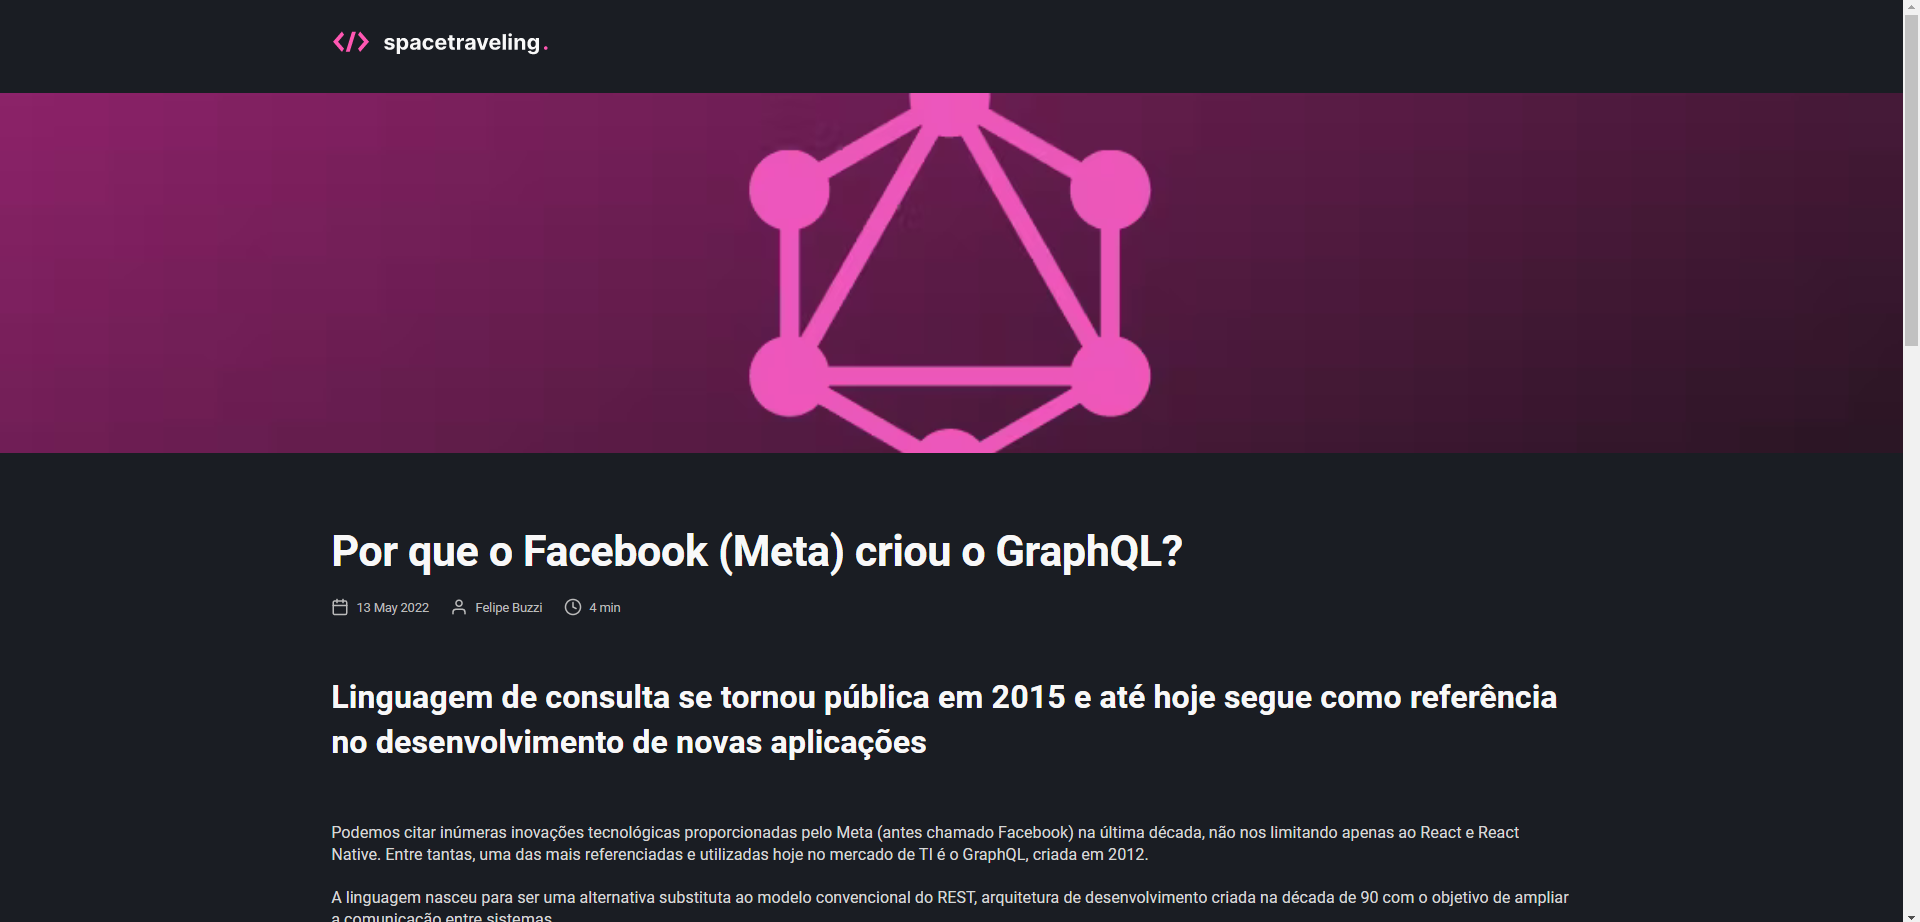 </> spacetraveling.
Por que o Facebook (Meta) criou o GraphQL?
13 May 2022 Felipe Buzzi 4 min
Linguagem de consulta se tornou pública em 2015 e até hoje segue como referência
no desenvolvimento de novas aplicações
Podemos citar inúmeras inovações tecnológicas proporcionadas pelo Meta (antes chamado Facebook) na última década, não nos limitando apenas ao React e React
Native. Entre tantas, uma das mais referenciadas e utilizadas hoje no mercado de TI é o GraphQL, criada em 2012.
A linguagem nasceu para ser uma alternativa substituta ao modelo convencional do REST, arquitetura de desenvolvimento criada na década de 90 com o objetivo de ampliar
a comunicação entre sistemas.